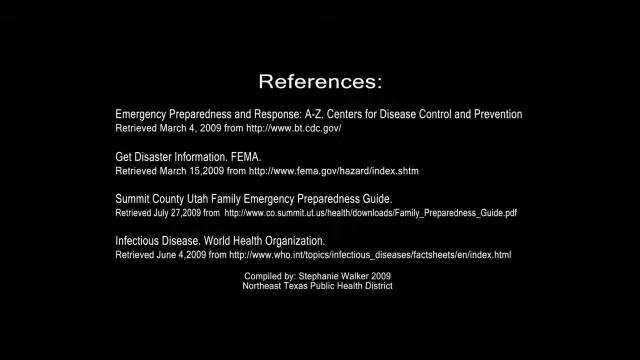 References:
Emergency Preparedness and Response: A-Z. Centers for Disease Control and Prevention
Retrieved March 4, 2009 from http://www.bt.cdc.gov/
Get Disaster Information. FEMA.
Retrieved March 15,2009 from http://www.fema.gov/hazard/index.shtm
Summit County Utah Family Emergency Preparedness Guide.
Retrieved July 27,2009 from http://www.co.summit.ut.us/health/downloads/Family_Preparedness_Guide.pdf
Infectious Disease. World Health Organization.
Retrieved June 4,2009 from http://www.who.int/topics/infectious_diseases/factsheets/en/index.html
Compiled by: Stephanie Walker 2009
Northeast Texas Public Health District